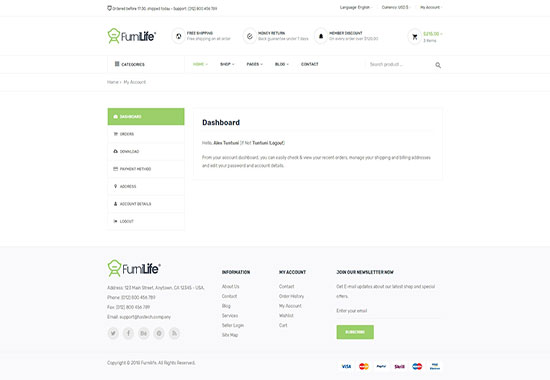 Ordered before 17:30, shipped today - Support: (012) 800 456 789
Language: English
Currency: USD $
My Account
FurniLife®
FREE SHIPPING
Free shipping on all order
MONEY RETURN
Back guarantee under 7 days
MEMBER DISCOUNT
On every order over $120.00
$215.00
3 items
CATEGORIES
HOME
SHOP
PAGES
BLOG
CONTACT
Search product...
Home
My Account
DASHBOARD
ORDERS
DOWNLOAD
PAYMENT METHOD
ADDRESS
ACCOUNT DETAILS
LOGOUT
Dashboard
Hello, Alex Tuntuni (If Not Tuntuni !Logout)
From your account dashboard. you can easily check & view your recent orders, manage your shipping and billing addresses
and edit your password and account details.
FurniLife®
Address: 123 Main Street, Anytown, CA 12345 - USA.
Phone: (012) 800 456 789
Fax: (012) 800 456 789
Email: support@hastech.company
INFORMATION
About Us
Contact
Blog
Services
Seller Login
Site Map
MY ACCOUNT
Contact
Order History
My Account
Wishlist
Cart
JOIN OUR NEWSLETTER NOW
Get E-mail updates about our latest shop and special
offers.
Enter your email
SUBSCRIBE
Copyright © 2018 Furnilife. All Rights Reserved.
VISA
PayPal
Skrill